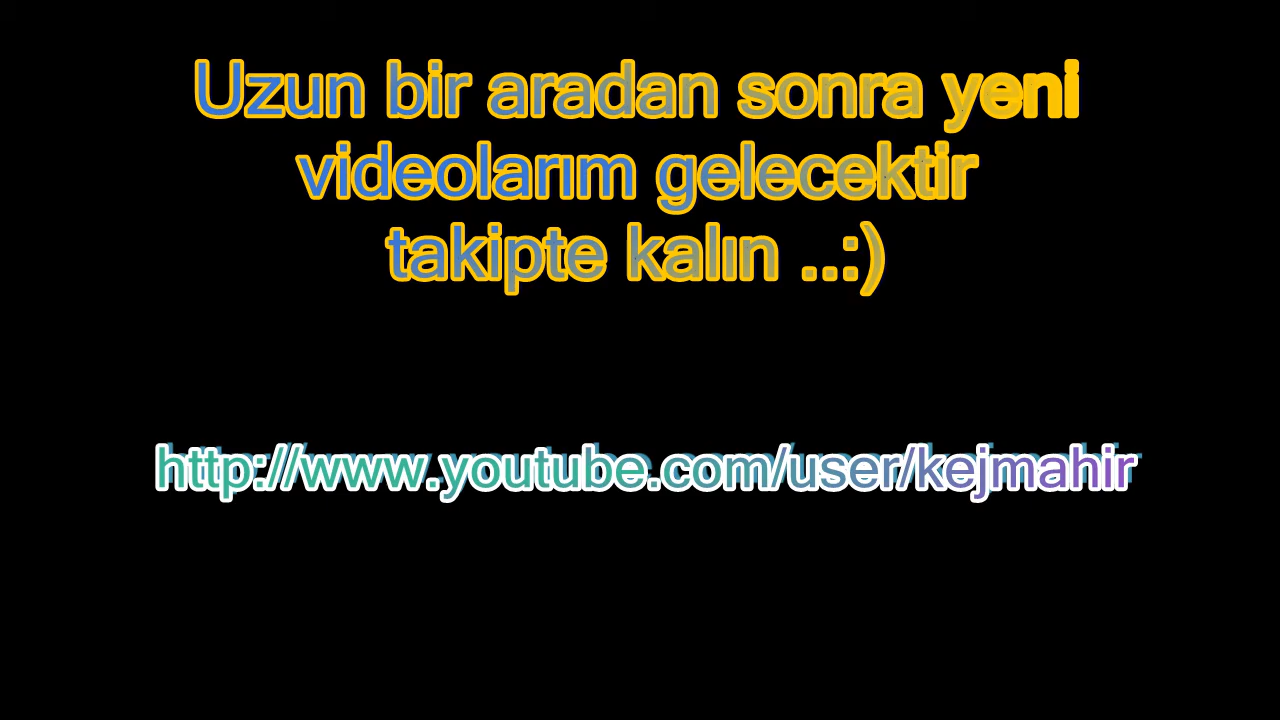 Uzun bir aradan sonra yeni
videolarım gelecektir
takipte kalın ..:)
http://www.youtube.com/user/kejmahir